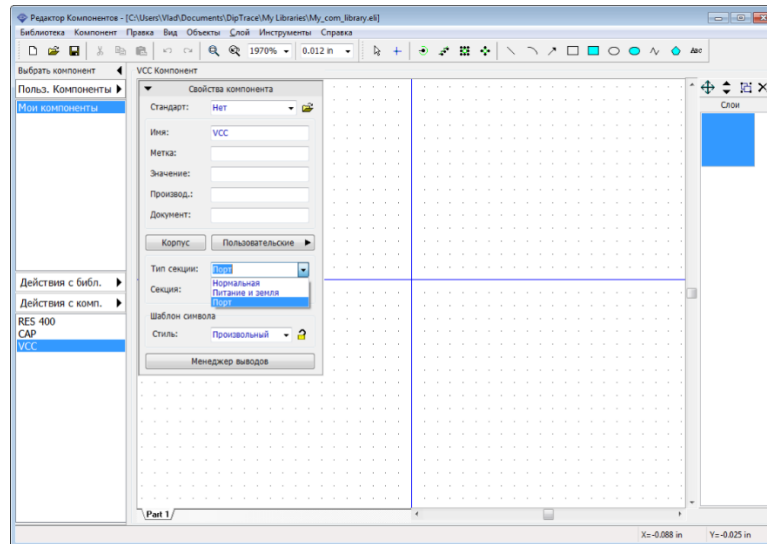 Редактор Компонентов - [C:\Users\Vlad\Documents\DipTrace\My Libraries\My_com_library.eli]
Библиотека Компонент Правка Вид Объекты Слой Инструменты Справка
1970% 0.012 in Abc
Выбрать компонент
VCC Компонент
Польз. Компоненты
Мои компоненты
Свойства компонента
Стандарт: Нет
Имя: VCC
Метка:
Значение:
Производ.:
Документ:
Корпус Пользовательские
Тип секции: Порт
Нормальная
Секция: Питание и земля
Порт
Шаблон символа
Стиль: Произвольный
Менеджер выводов
Действия с библ.
Действия с комп.
RES 400
CAP
VCC
Слои
Part 1
X=-0.088 in Y=-0.025 in